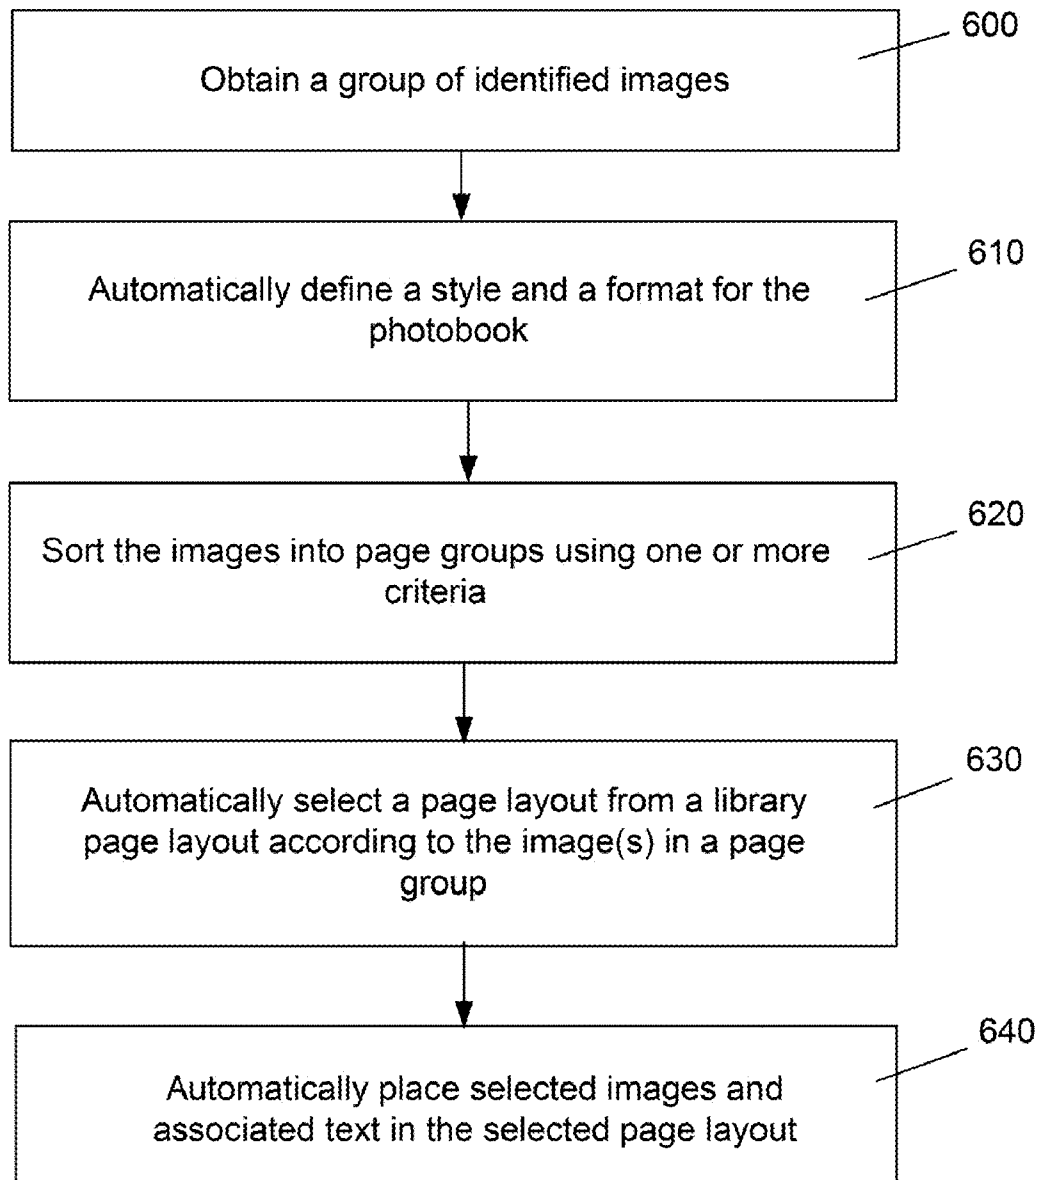 600
Obtain a group of identified images
610
Automatically define a style and a format for the
photobook
620
Sort the images into page groups using one or more
criteria
630
Automatically select a page layout from a library
page layout according to the image(s) in a page
group
640
Automatically place selected images and
associated text in the selected page layout